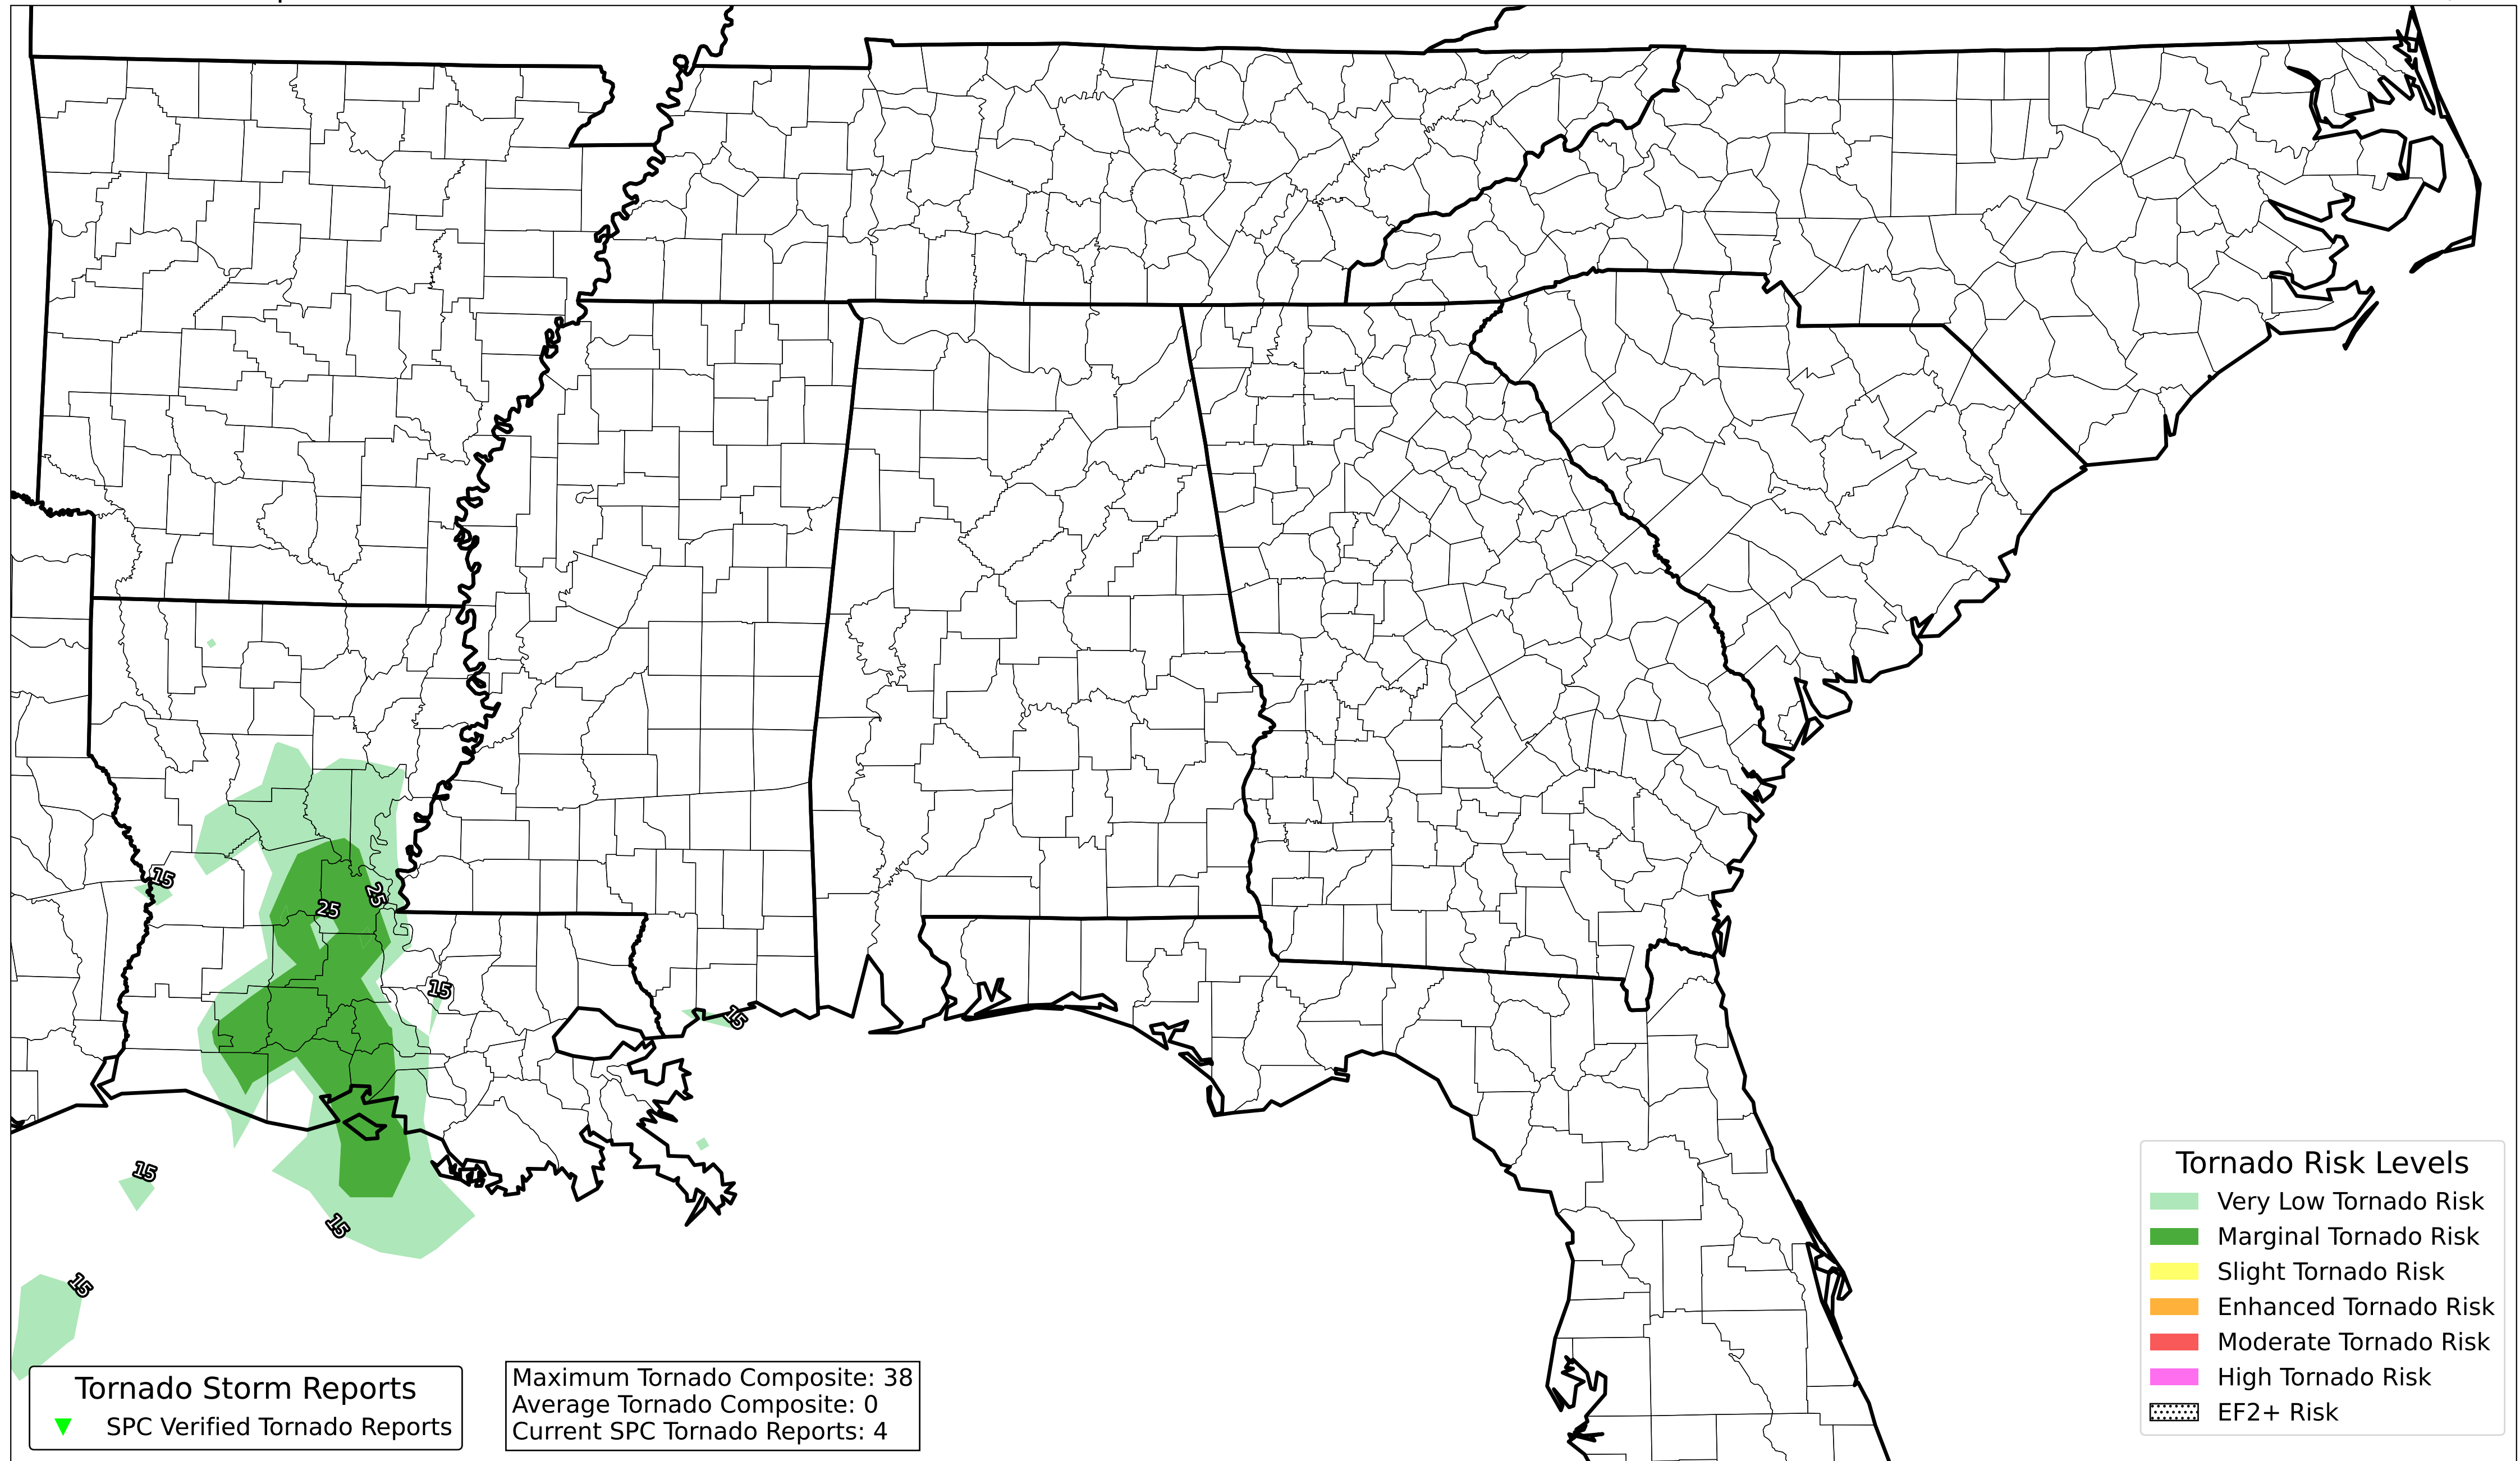 15
25
25
15
15
15
15
15
Tornado Risk Levels
Very Low Tornado Risk
Marginal Tornado Risk
Slight Tornado Risk
Enhanced Tornado Risk
Moderate Tornado Risk
High Tornado Risk
EF2+ Risk
Tornado Storm Reports
SPC Verified Tornado Reports
Maximum Tornado Composite: 38
Average Tornado Composite: 0
Current SPC Tornado Reports: 4